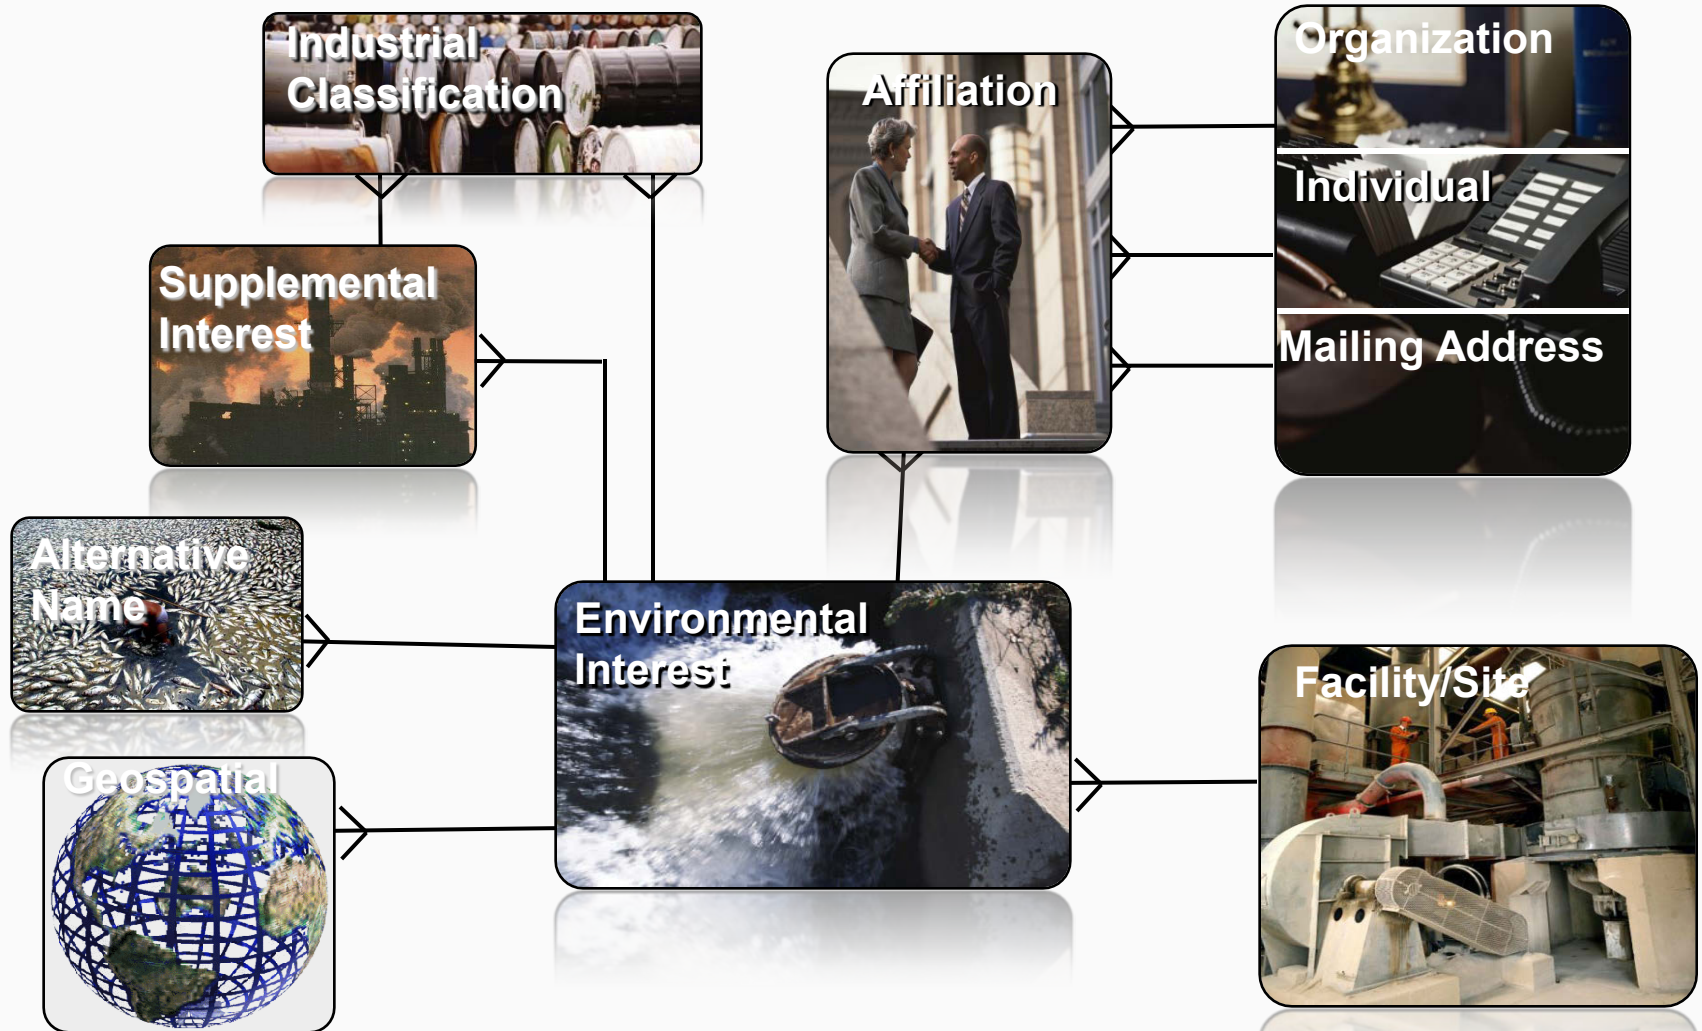 Industrial
Classification
Affiliation
Organization
Individual
Mailing Address
Supplemental
Interest
Alternative
Name
Environmental
Interest
Facility/Site
Geospatial